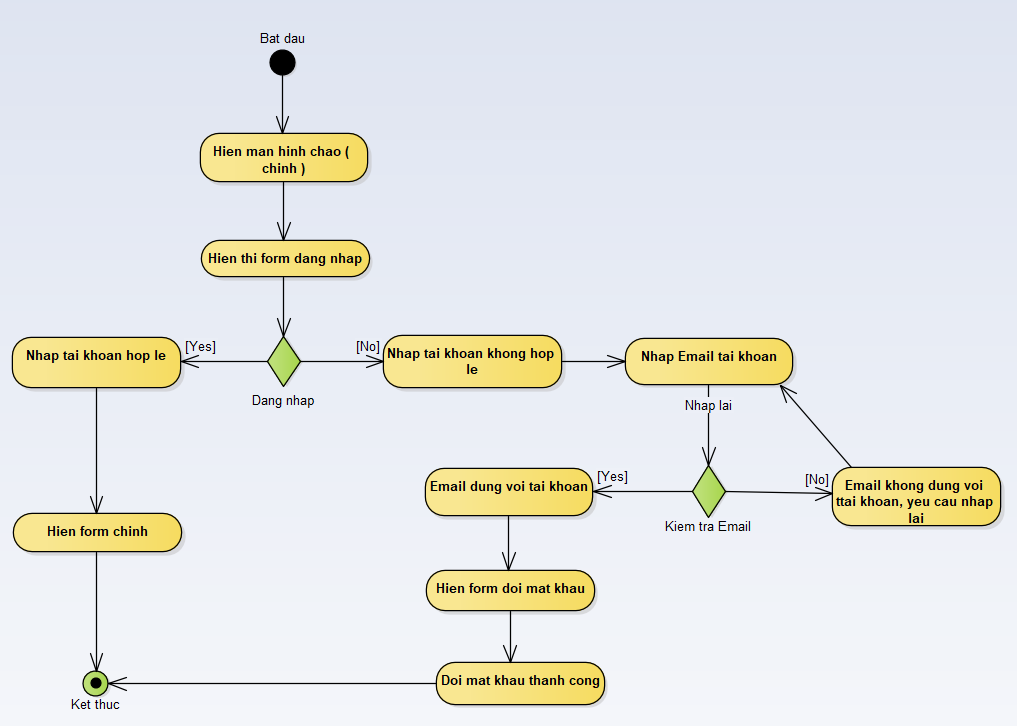 Bat dau
Hien man hinh chao (
chinh )
Hien thi form dang nhap
[Yes]
[No]
Nhap tai khoan hop le
Nhap tai khoan khong hop
le
Nhap Email tai khoan
Dang nhap
Nhap lai
Email dung voi tai khoan
[Yes]
[No]
Email khong dung voi
ttai khoan, yeu cau nhap
lai
Kiem tra Email
Hien form chinh
Hien form doi mat khau
Doi mat khau thanh cong
Ket thuc